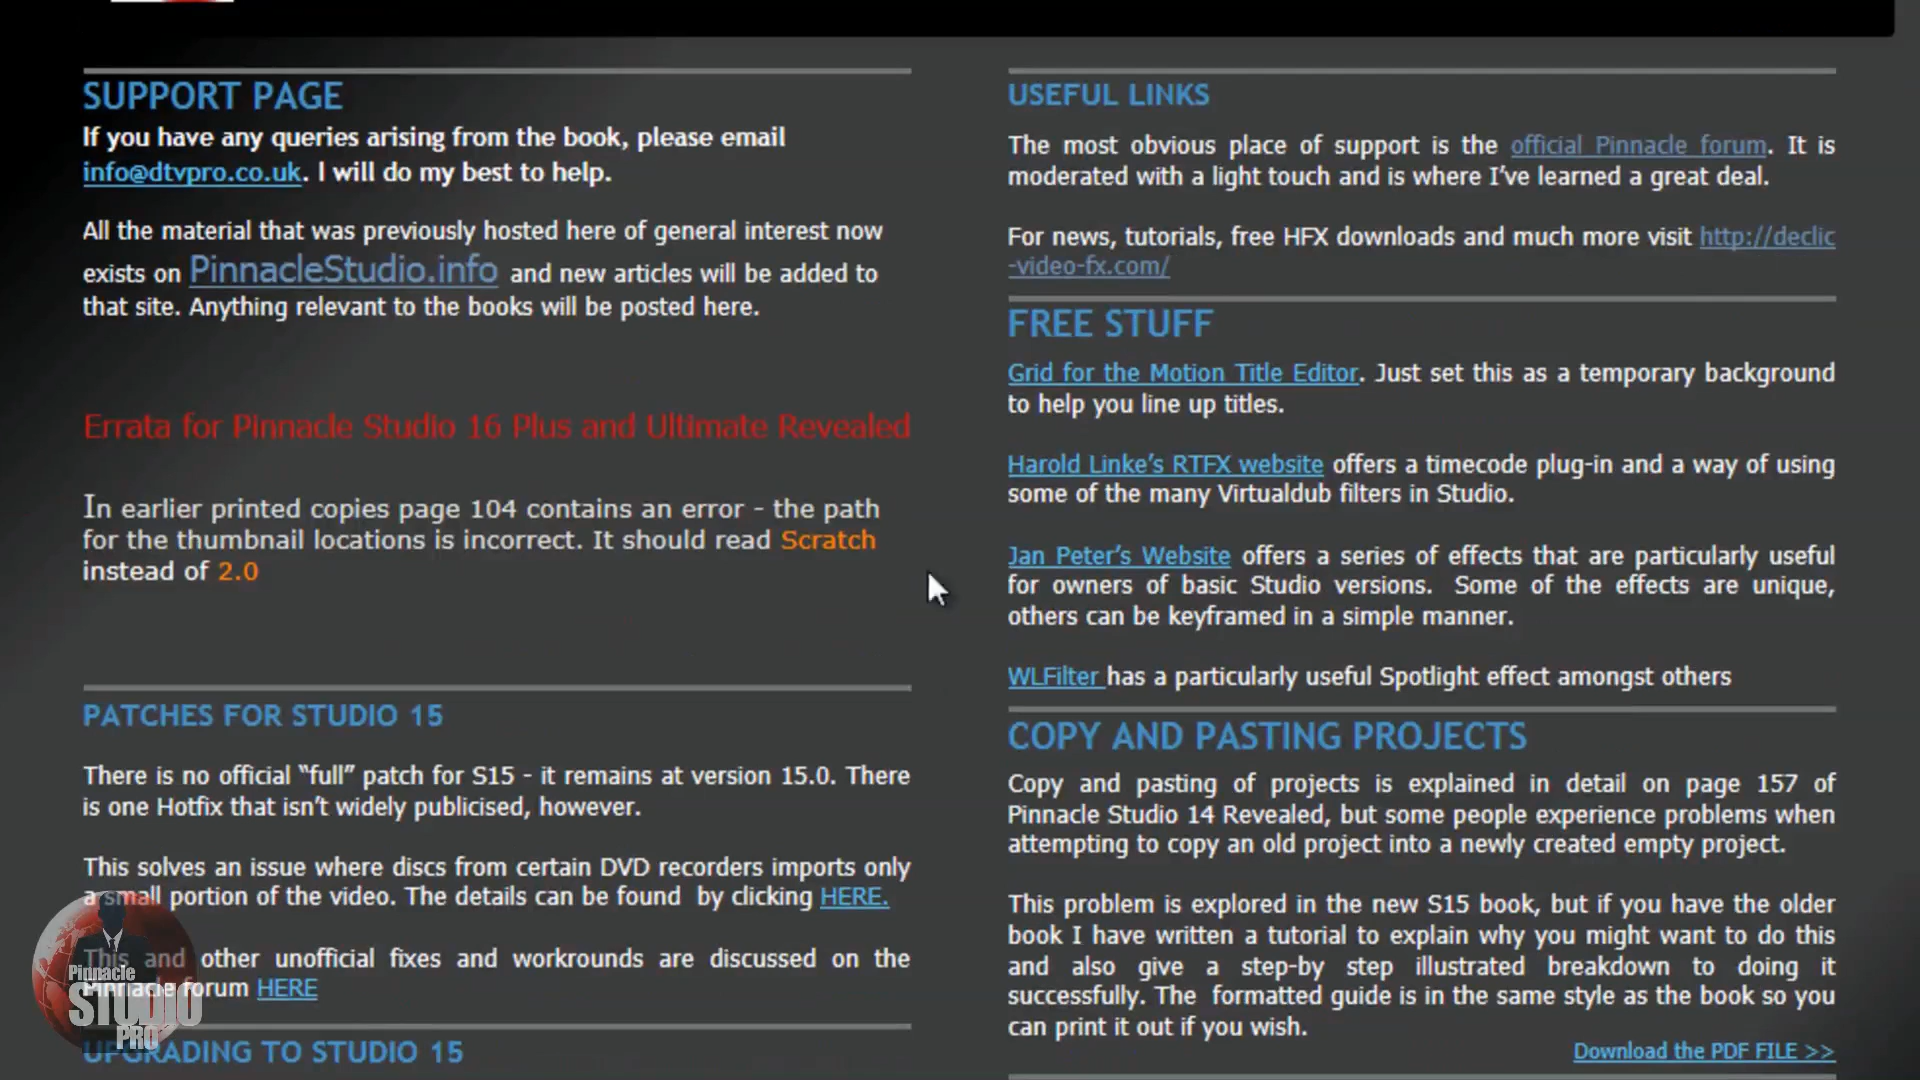 SUPPORT PAGE
If you have any queries arising from the book, please email
info@dtvpro.co.uk. I will do my best to help.
All the material that was previously hosted here of general interest now
exists on PinnacleStudio.info and new articles will be added to
that site. Anything relevant to the books will be posted here.
Errata for Pinnacle Studio 16 Plus and Ultimate Revealed
In earlier printed copies page 104 contains an error - the path
for the thumbnail locations is incorrect. It should read Scratch
instead of 2.0
PATCHES FOR STUDIO 15
There is no official “full” patch for S15 - it remains at version 15.0. There
is one Hotfix that isn’t widely publicised, however.
This solves an issue where discs from certain DVD recorders imports only
a small portion of the video. The details can be found by clicking HERE.
This and other unofficial fixes and workrounds are discussed on the
Pinnacle forum HERE
UPGRADING TO STUDIO 15
Pinnacle
STUDIO
PRO
USEFUL LINKS
The most obvious place of support is the official Pinnacle forum. It is
moderated with a light touch and is where I’ve learned a great deal.
For news, tutorials, free HFX downloads and much more visit http://declic
-video-fx.com/
FREE STUFF
Grid for the Motion Title Editor. Just set this as a temporary background
to help you line up titles.
Harold Linke’s RTFX website offers a timecode plug-in and a way of using
some of the many Virtualdub filters in Studio.
Jan Peter’s Website offers a series of effects that are particularly useful
for owners of basic Studio versions. Some of the effects are unique,
others can be keyframed in a simple manner.
WLFilter has a particularly useful Spotlight effect amongst others
COPY AND PASTING PROJECTS
Copy and pasting of projects is explained in detail on page 157 of
Pinnacle Studio 14 Revealed, but some people experience problems when
attempting to copy an old project into a newly created empty project.
This problem is explored in the new S15 book, but if you have the older
book I have written a tutorial to explain why you might want to do this
and also give a step-by step illustrated breakdown to doing it
successfully. The formatted guide is in the same style as the book so you
can print it out if you wish.
Download the PDF FILE >>